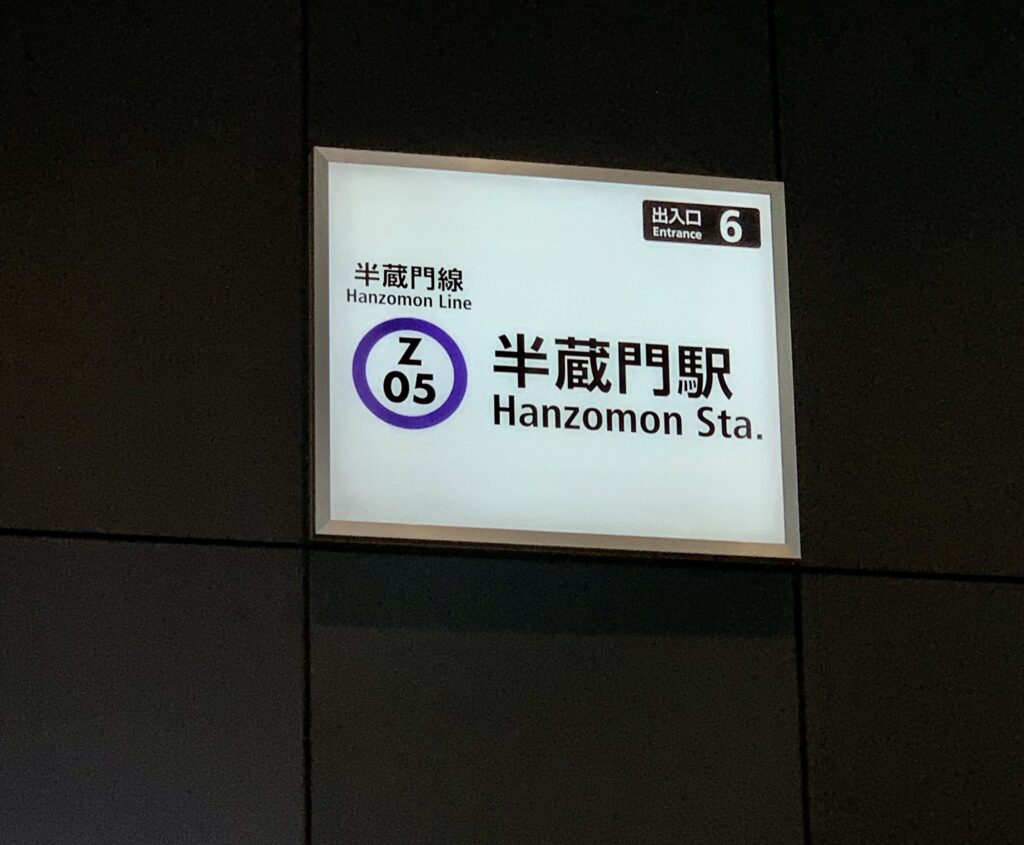 出入口 6
Entrance
半蔵門線
Hanzomon Line
Z
05
半蔵門駅
Hanzomon Sta.